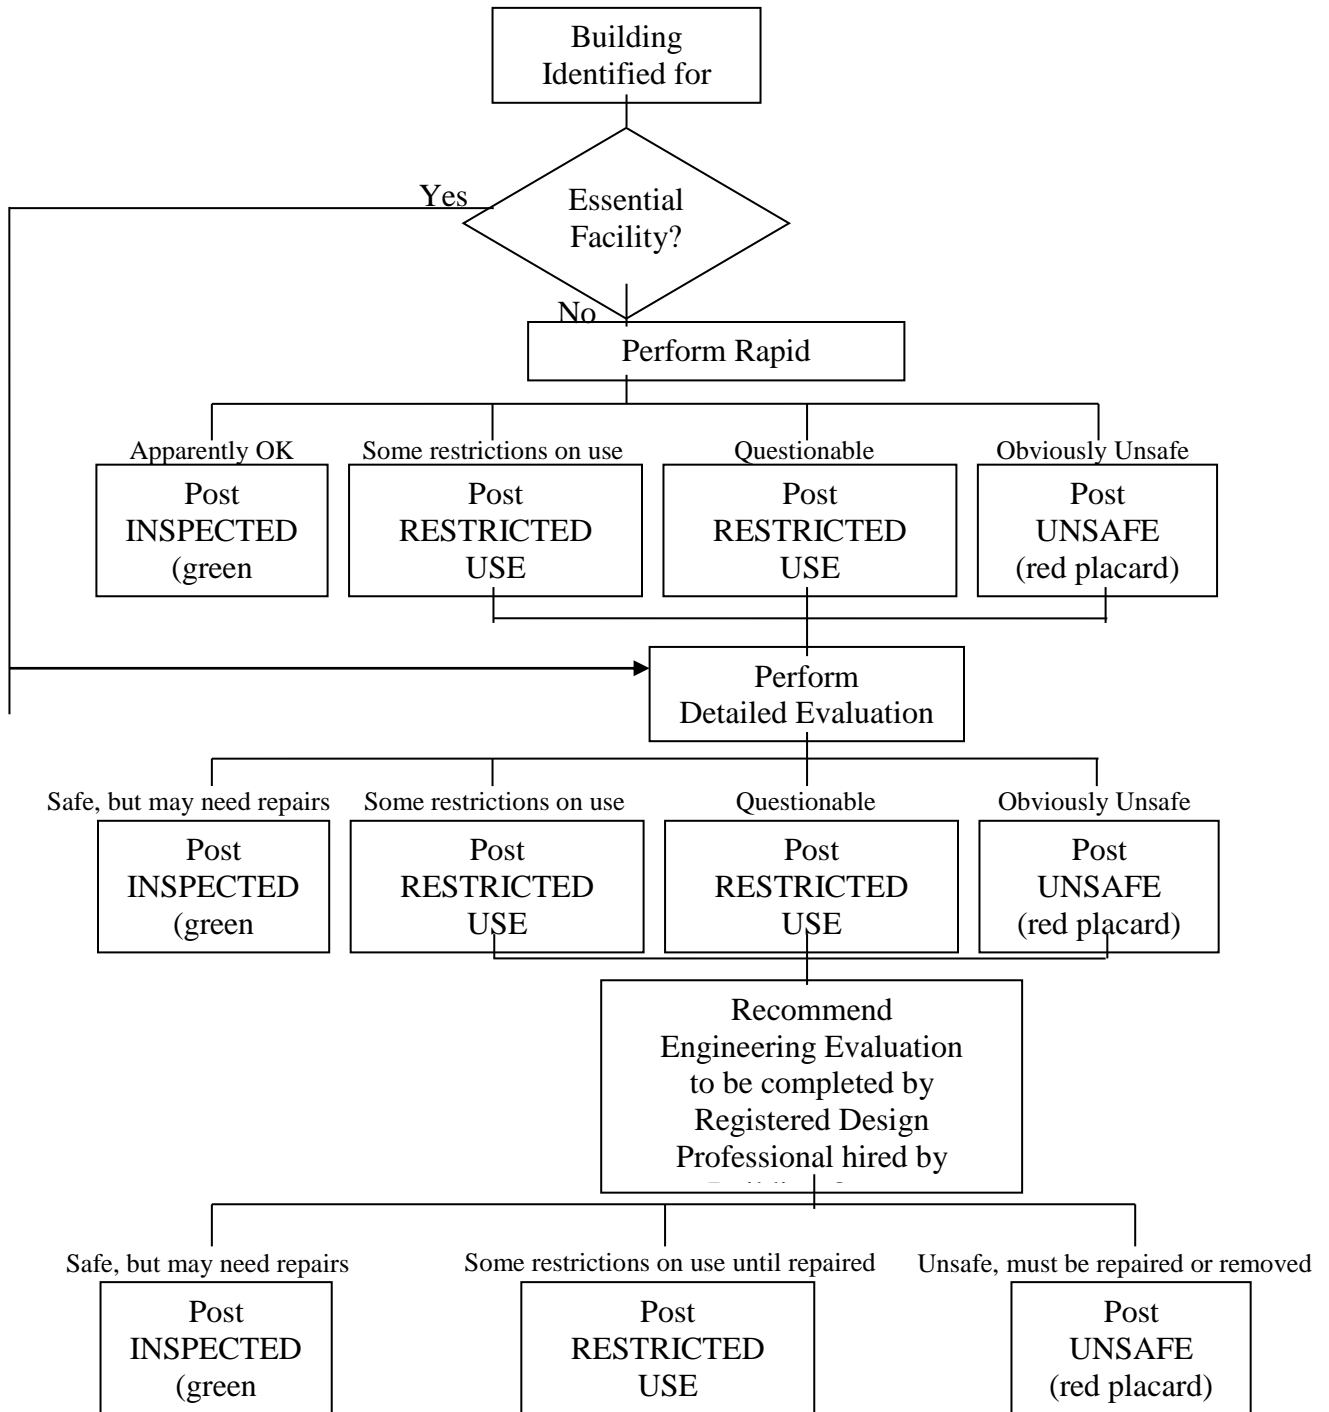 Building
Identified for
Yes
Essential
Facility?
No
Perform Rapid
Apparently OK
Some restrictions on use
Questionable
Obviously Unsafe
Post
INSPECTED
(green
Post
RESTRICTED
USE
Post
RESTRICTED
USE
Post
UNSAFE
(red placard)
Perform
Detailed Evaluation
Safe, but may need repairs
Some restrictions on use
Questionable
Obviously Unsafe
Post
INSPECTED
(green
Post
RESTRICTED
USE
Post
RESTRICTED
USE
Post
UNSAFE
(red placard)
Recommend
Engineering Evaluation
to be completed by
Registered Design
Professional hired by
Safe, but may need repairs
Some restrictions on use until repaired
Unsafe, must be repaired or removed
Post
INSPECTED
(green
Post
RESTRICTED
USE
Post
UNSAFE
(red placard)